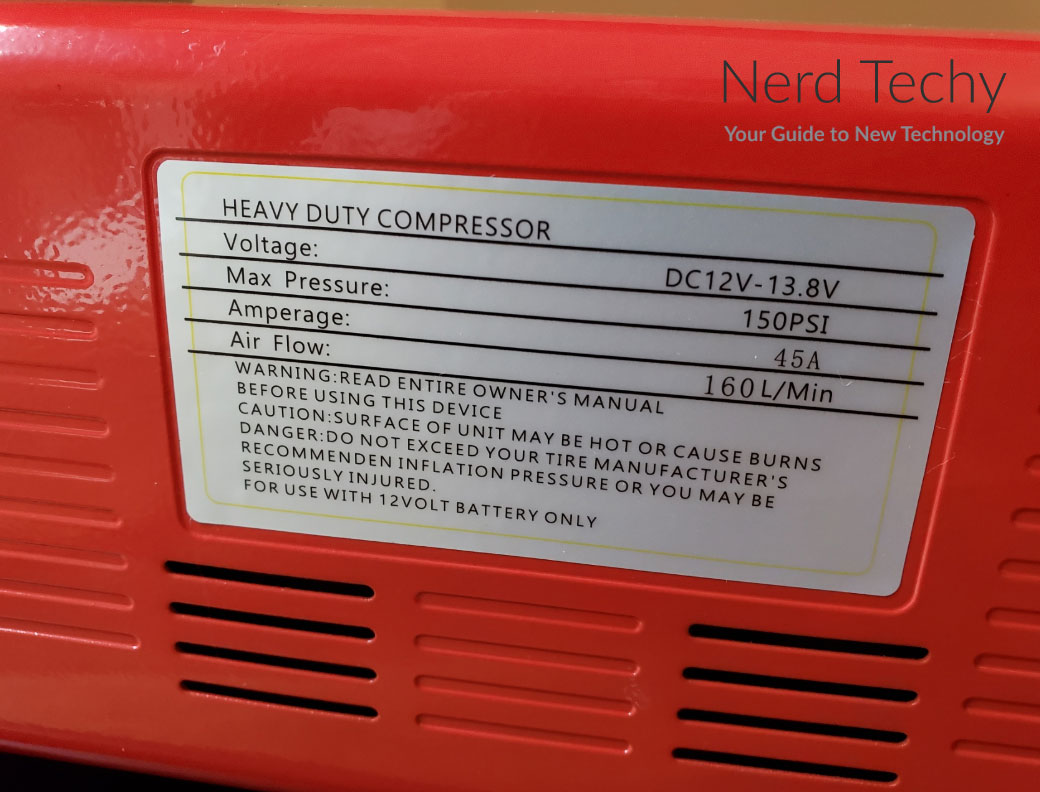 Nerd Techy
Your Guide to New Technology
HEAVY DUTY COMPRESSOR
Voltage: DC12V-13.8V
Max Pressure: 150PSI
Amperage: 45A
Air Flow: 160L/Min
WARNING:READ ENTIRE OWNER'S MANUAL
BEFORE USING THIS DEVICE
CAUTION:SURFACE OF UNIT MAY BE HOT OR CAUSE BURNS
DANGER:DO NOT EXCEED YOUR TIRE MANUFACTURER'S
RECOMMENDEN INFLATION PRESSURE OR YOU MAY BE
SERIOUSLY INJURED.
FOR USE WITH 12VOLT BATTERY ONLY